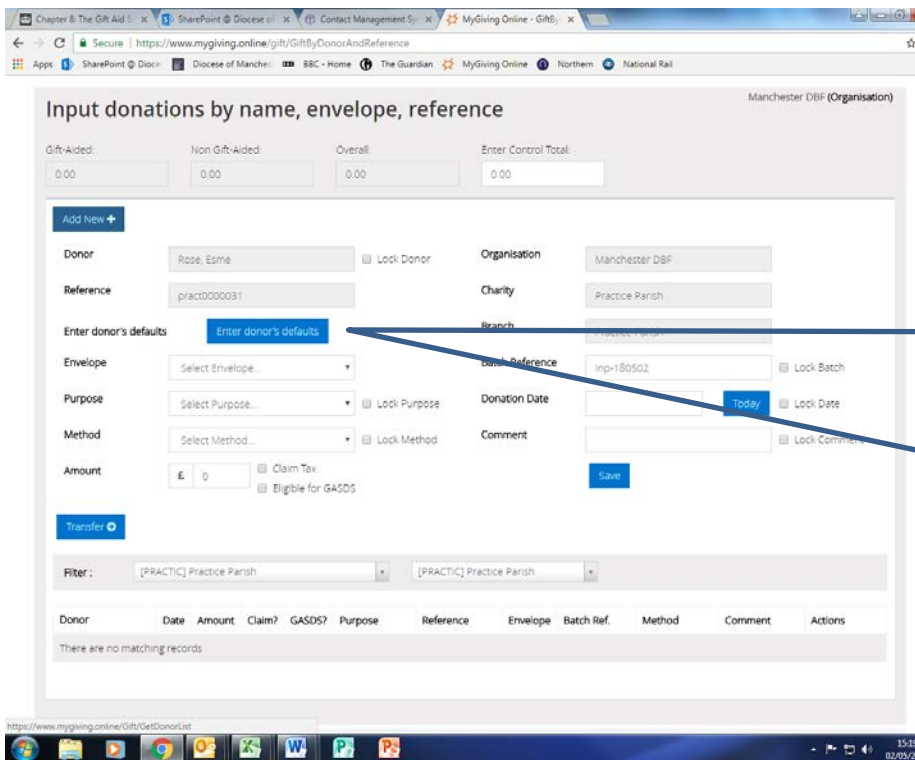 Chapter 8: The Gift Aid S SharePoint @ Diocese of Contact Management Sy MyGiving Online - GiftBy
Secure https://www.mygiving.online/gift/GiftByDonorAndReference
Apps SharePoint @ Dioce Diocese of Manches BBC - Home The Guardian MyGiving Online Northern National Rail
Manchester DBF (Organisation)
Input donations by name, envelope, reference
Gift-Aided: Non Gift-Aided: Overall: Enter Control Total:
0.00 0.00 0.00 0.00
Add New +
Donor Rose, Esme Lock Donor Organisation Manchester DBF
Reference pract0000031 Charity Practice Parish
Enter donor's defaults Enter donor's defaults Branch Practice Parish
Envelope Select Envelope... Batch Reference inp-180502 Lock Batch
Purpose Select Purpose... Lock Purpose Donation Date Today Lock Date
Method Select Method... Lock Method Comment Lock Comment
Amount £ 0 Claim Tax Save
Eligible for GASDS
Transfer
Filter : [PRACTIC] Practice Parish [PRACTIC] Practice Parish
Donor Date Amount Claim? GASDS? Purpose Reference Envelope Batch Ref. Method Comment Actions
There are no matching records
https://www.mygiving.online/Gift/GetDonorList